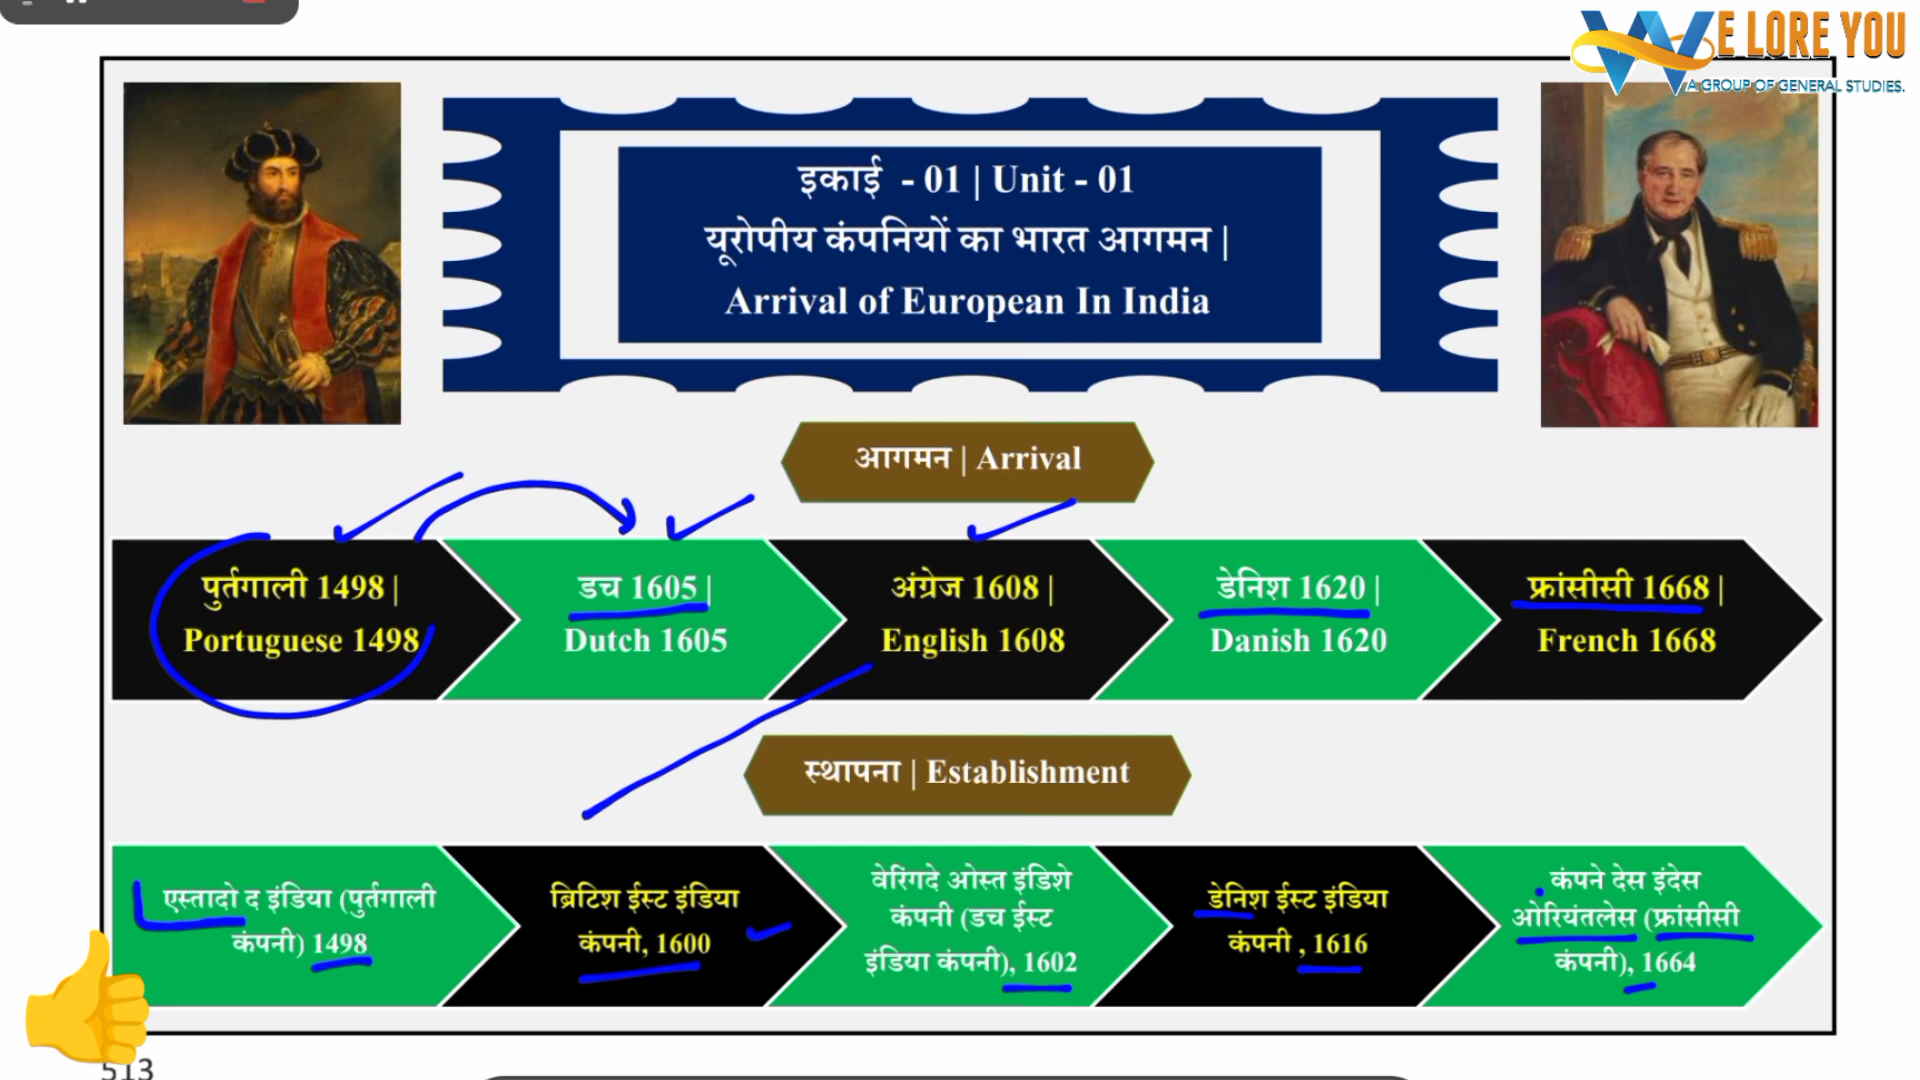 WE LORE YOU
A GROUP OF GENERAL STUDIES.
इकाई - 01 | Unit - 01
यूरोपीय कंपनियों का भारत आगमन |
Arrival of European In India
आगमन | Arrival
पुर्तगाली 1498 |
Portuguese 1498
डच 1605 |
Dutch 1605
अंग्रेज 1608 |
English 1608
डेनिश 1620 |
Danish 1620
फ्रांसीसी 1668 |
French 1668
स्थापना | Establishment
एस्तादो द इंडिया (पुर्तगाली
कंपनी) 1498
ब्रिटिश ईस्ट इंडिया
कंपनी, 1600
वेरिंगदे ओस्त इंडिशे
कंपनी (डच ईस्ट
इंडिया कंपनी), 1602
डेनिश ईस्ट इंडिया
कंपनी , 1616
कंपने देस इंदेस
ओरियंतलेस (फ्रांसीसी
कंपनी), 1664
513